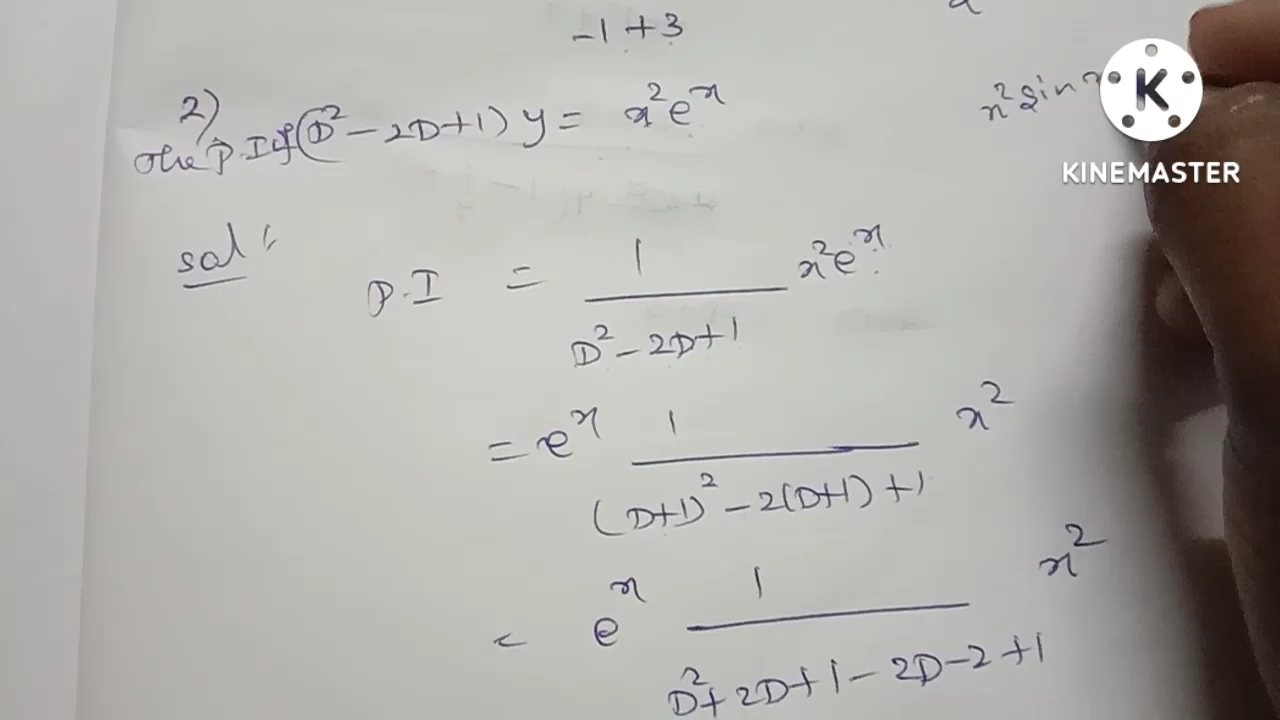 -1+3
2)
The P.I of (D² - 2D+1) y = x²eˣ
x² sin
KINEMASTER
sol:
P.I = 1 / (D² - 2D+1) x²eˣ
= eˣ 1 / ((D+1)² - 2(D+1) +1) x²
= eˣ 1 / (D²+2D+1-2D-2+1) x²